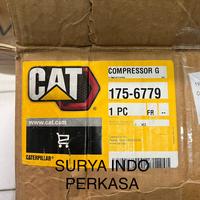 COMPRESSOR G
CAT
175-6779
1 PC FR --
www.cat.com
CATERPILLAR®
SURYA INDO
PERKASA